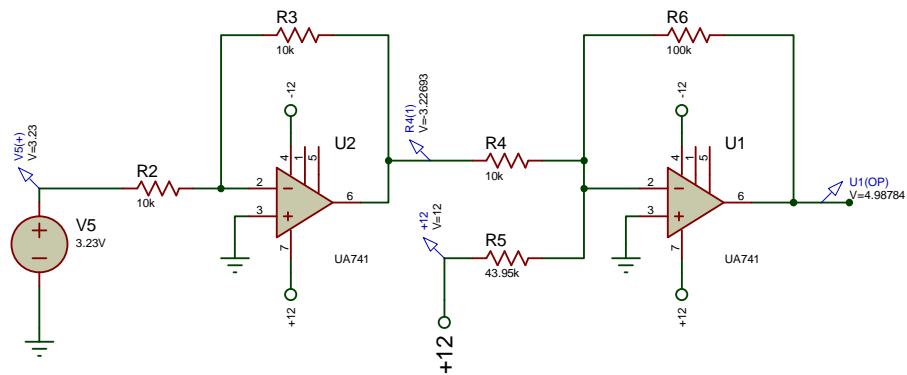 R3
10k
R6
100k
-12
-12
R4(1)
V=-3.22693
V5(+)
V=3.23
4
1
5
U2
R4
10k
4
1
5
U1
R2
10k
2
3
6
7
UA741
2
3
6
7
UA741
U1(OP)
V=4.98784
V5
3.23V
+12
V=12
R5
43.95k
+12
+12
+12